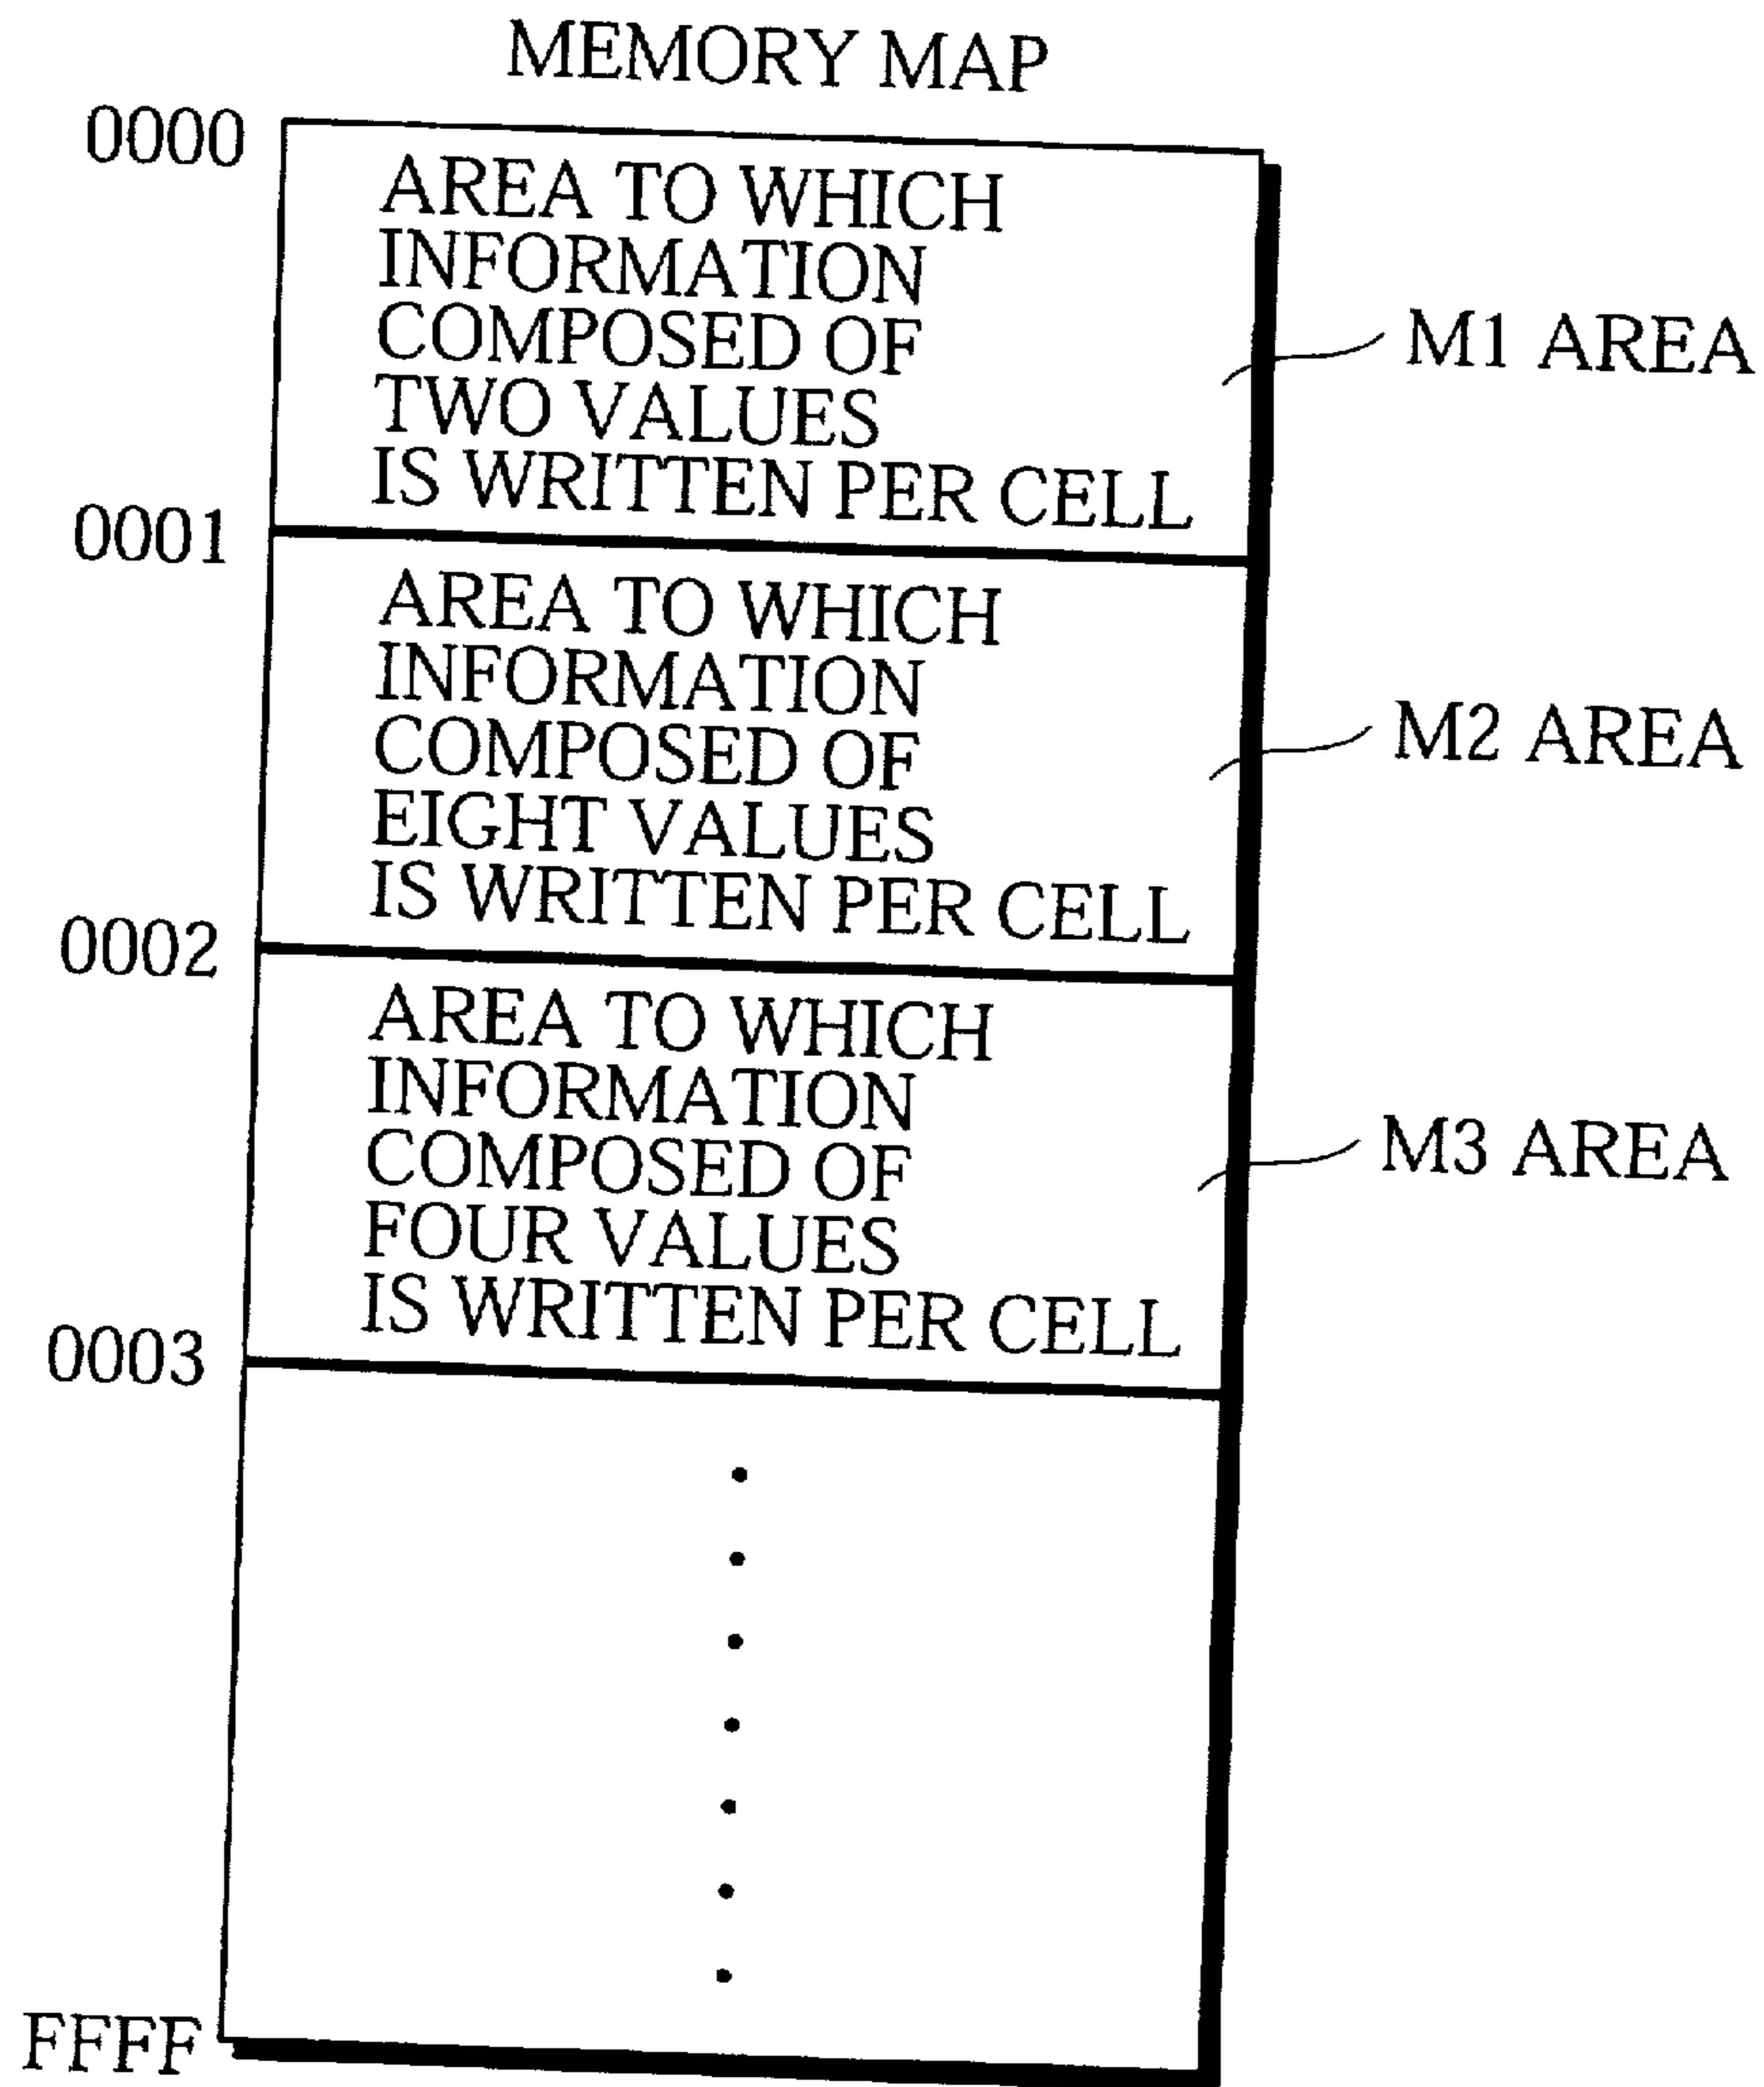 MEMORY MAP
0000
AREA TO WHICH
INFORMATION
COMPOSED OF
TWO VALUES
IS WRITTEN PER CELL
M1 AREA
0001
AREA TO WHICH
INFORMATION
COMPOSED OF
EIGHT VALUES
IS WRITTEN PER CELL
M2 AREA
0002
AREA TO WHICH
INFORMATION
COMPOSED OF
FOUR VALUES
IS WRITTEN PER CELL
M3 AREA
0003
FFFF